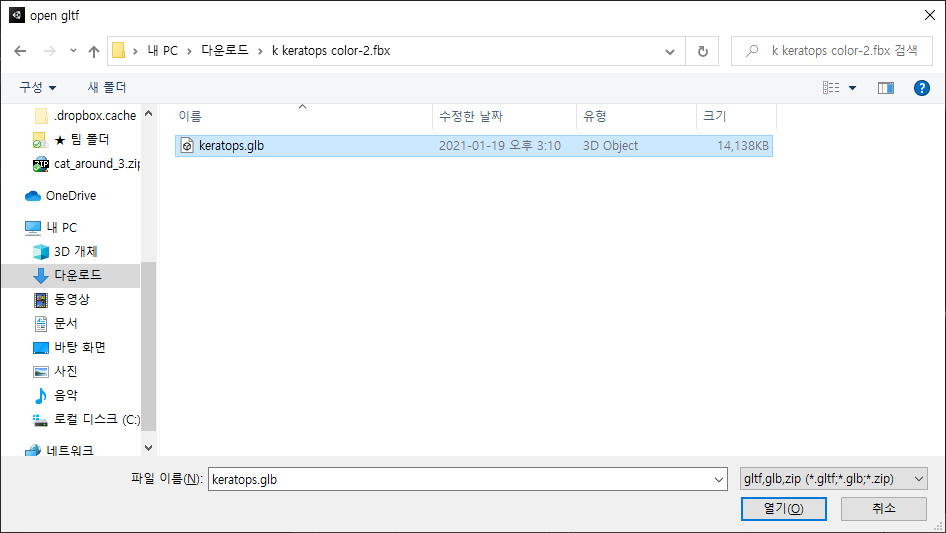 open gltf
내 PC > 다운로드 > k keratops color-2.fbx
k keratops color-2.fbx 검색
구성
새 폴더
.dropbox.cache
★ 팀 폴더
cat_around_3.zip
OneDrive
내 PC
3D 개체
다운로드
동영상
문서
바탕 화면
사진
음악
로컬 디스크 (C:)
네트워크
이름 수정한 날짜 유형 크기
keratops.glb 2021-01-19 오후 3:10 3D Object 14,138KB
파일 이름(N): keratops.glb
gltf,glb,zip (*.gltf;*.glb;*.zip)
열기(O) 취소